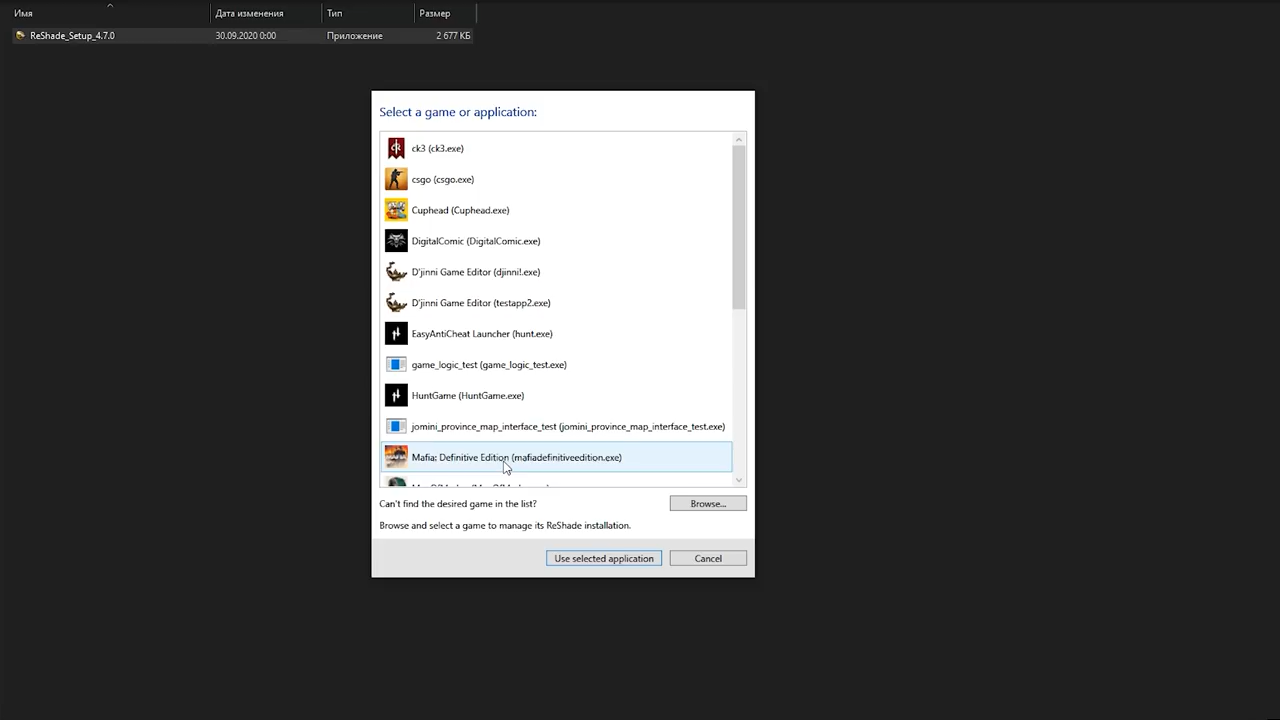 Имя Дата изменения Тип Размер
ReShade_Setup_4.7.0 30.09.2020 0:00 Приложение 2 677 КБ
Select a game or application:
ck3 (ck3.exe)
csgo (csgo.exe)
Cuphead (Cuphead.exe)
DigitalComic (DigitalComic.exe)
D'jinni Game Editor (djinni!.exe)
D'jinni Game Editor (testapp2.exe)
EasyAntiCheat Launcher (hunt.exe)
game_logic_test (game_logic_test.exe)
HuntGame (HuntGame.exe)
jomini_province_map_interface_test (jomini_province_map_interface_test.exe)
Mafia: Definitive Edition (mafiadefinitiveedition.exe)
Can't find the desired game in the list? Browse...
Browse and select a game to manage its ReShade installation.
Use selected application Cancel